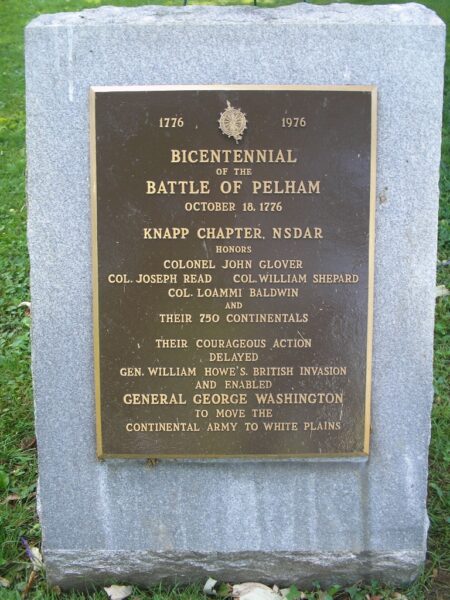 1776 1976
BICENTENNIAL
OF THE
BATTLE OF PELHAM
OCTOBER 18, 1776
KNAPP CHAPTER, NSDAR
HONORS
COLONEL JOHN GLOVER
COL. JOSEPH READ COL. WILLIAM SHEPARD
COL. LOAMMI BALDWIN
AND
THEIR 750 CONTINENTALS
THEIR COURAGEOUS ACTION
DELAYED
GEN. WILLIAM HOWE'S. BRITISH INVASION
AND ENABLED
GENERAL GEORGE WASHINGTON
TO MOVE THE
CONTINENTAL ARMY TO WHITE PLAINS